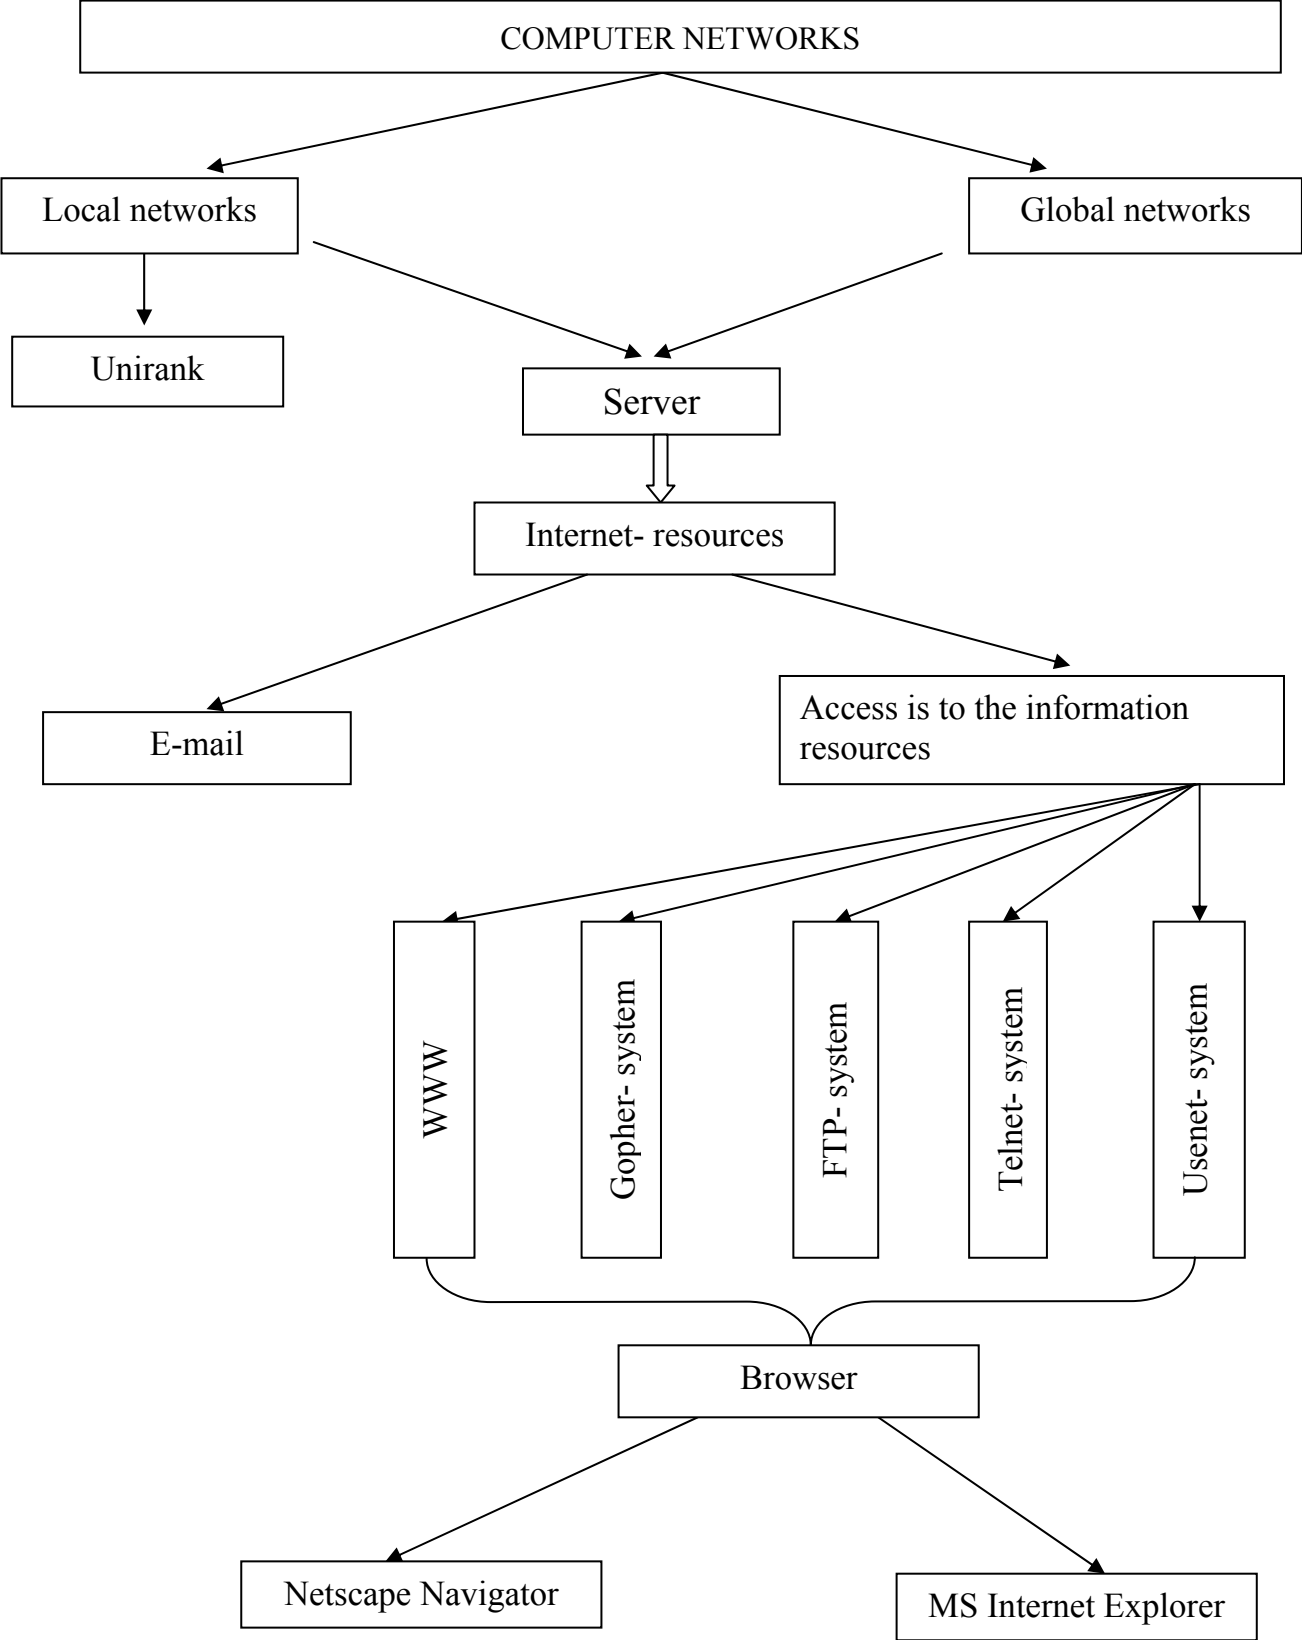 COMPUTER NETWORKS
Local networks
Global networks
Unirank
Server
Internet- resources
E-mail
Access is to the information
resources
WWW
Gopher- system
FTP- system
Telnet- system
Usenet- system
Browser
Netscape Navigator
MS Internet Explorer